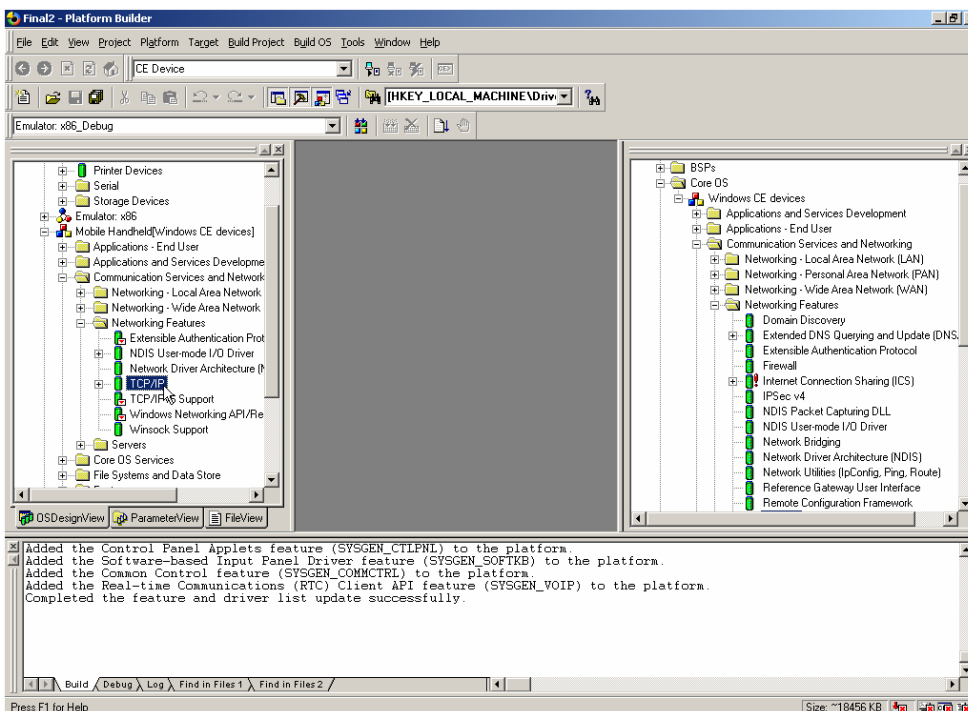 Final2 - Platform Builder
File Edit View Project Platform Target Build Project Build OS Tools Window Help
CE Device
[HKEY_LOCAL_MACHINE\Driv
Emulator: x86_Debug
Printer Devices
Serial
Storage Devices
Emulator: x86
Mobile Handheld[Windows CE devices]
Applications - End User
Applications and Services Developme
Communication Services and Network
Networking - Local Area Network
Networking - Wide Area Network
Networking Features
Extensible Authentication Prot
NDIS User-mode I/O Driver
Network Driver Architecture (N
TCP/IP
Support
Windows Networking API/Re
Winsock Support
Servers
Core OS Services
File Systems and Data Store
OSDesignView ParameterView FileView
BSPs
Core OS
Windows CE devices
Applications and Services Development
Applications - End User
Communication Services and Networking
Networking - Local Area Network (LAN)
Networking - Personal Area Network (PAN)
Networking - Wide Area Network (WAN)
Networking Features
Domain Discovery
Extended DNS Querying and Update (DNS
Extensible Authentication Protocol
Firewall
Internet Connection Sharing (ICS)
IPSec v4
NDIS Packet Capturing DLL
NDIS User-mode I/O Driver
Network Bridging
Network Driver Architecture (NDIS)
Network Utilities (IpConfig, Ping, Route)
Reference Gateway User Interface
Remote Configuration Framework
Added the Control Panel Applets feature (SYSGEN_CTLPNL) to the platform.
Added the Software-based Input Panel Driver feature (SYSGEN_SOFTKB) to the platform.
Added the Common Control feature (SYSGEN_COMMCTRL) to the platform.
Added the Real-time Communications (RTC) Client API feature (SYSGEN_VOIP) to the platform.
Completed the feature and driver list update successfully.
Build Debug Log Find in Files 1 Find in Files 2
Press F1 for Help
Size: ~18456 KB